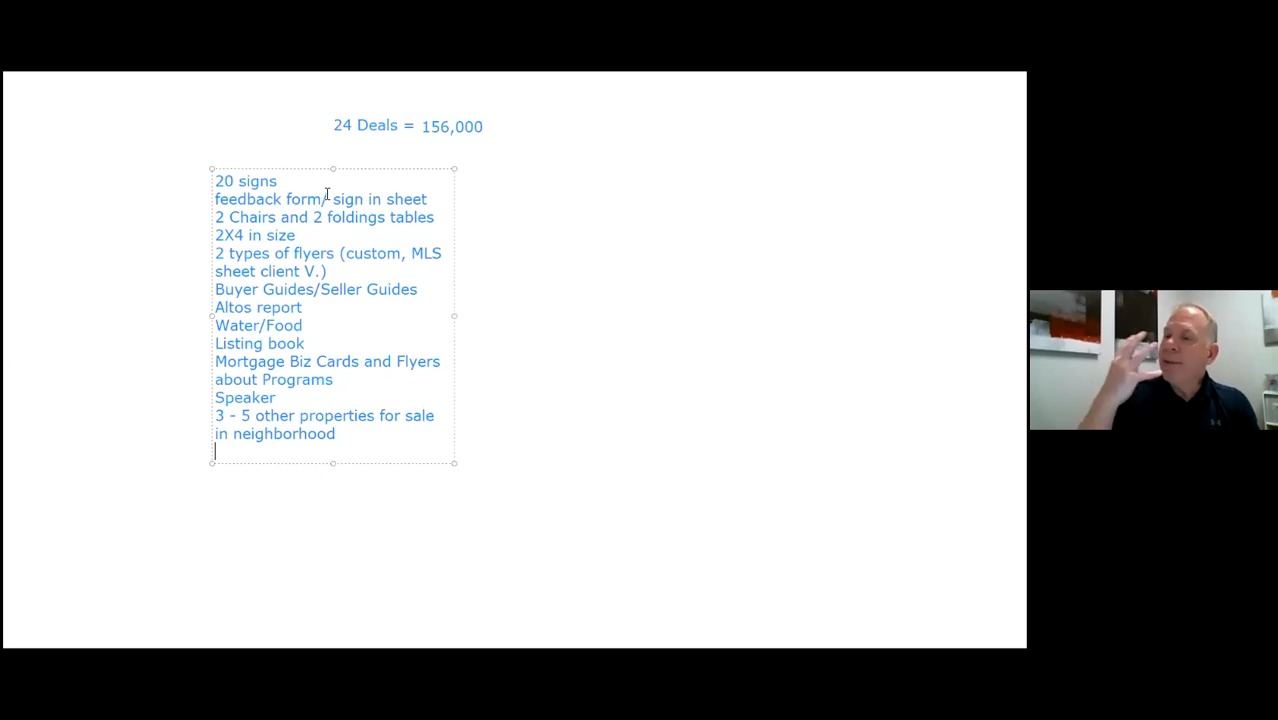 24 Deals = 156,000
20 signs
feedback form/ sign in sheet
2 Chairs and 2 foldings tables
2X4 in size
2 types of flyers (custom, MLS
sheet client V.)
Buyer Guides/Seller Guides
Altos report
Water/Food
Listing book
Mortgage Biz Cards and Flyers
about Programs
Speaker
3 - 5 other properties for sale
in neighborhood